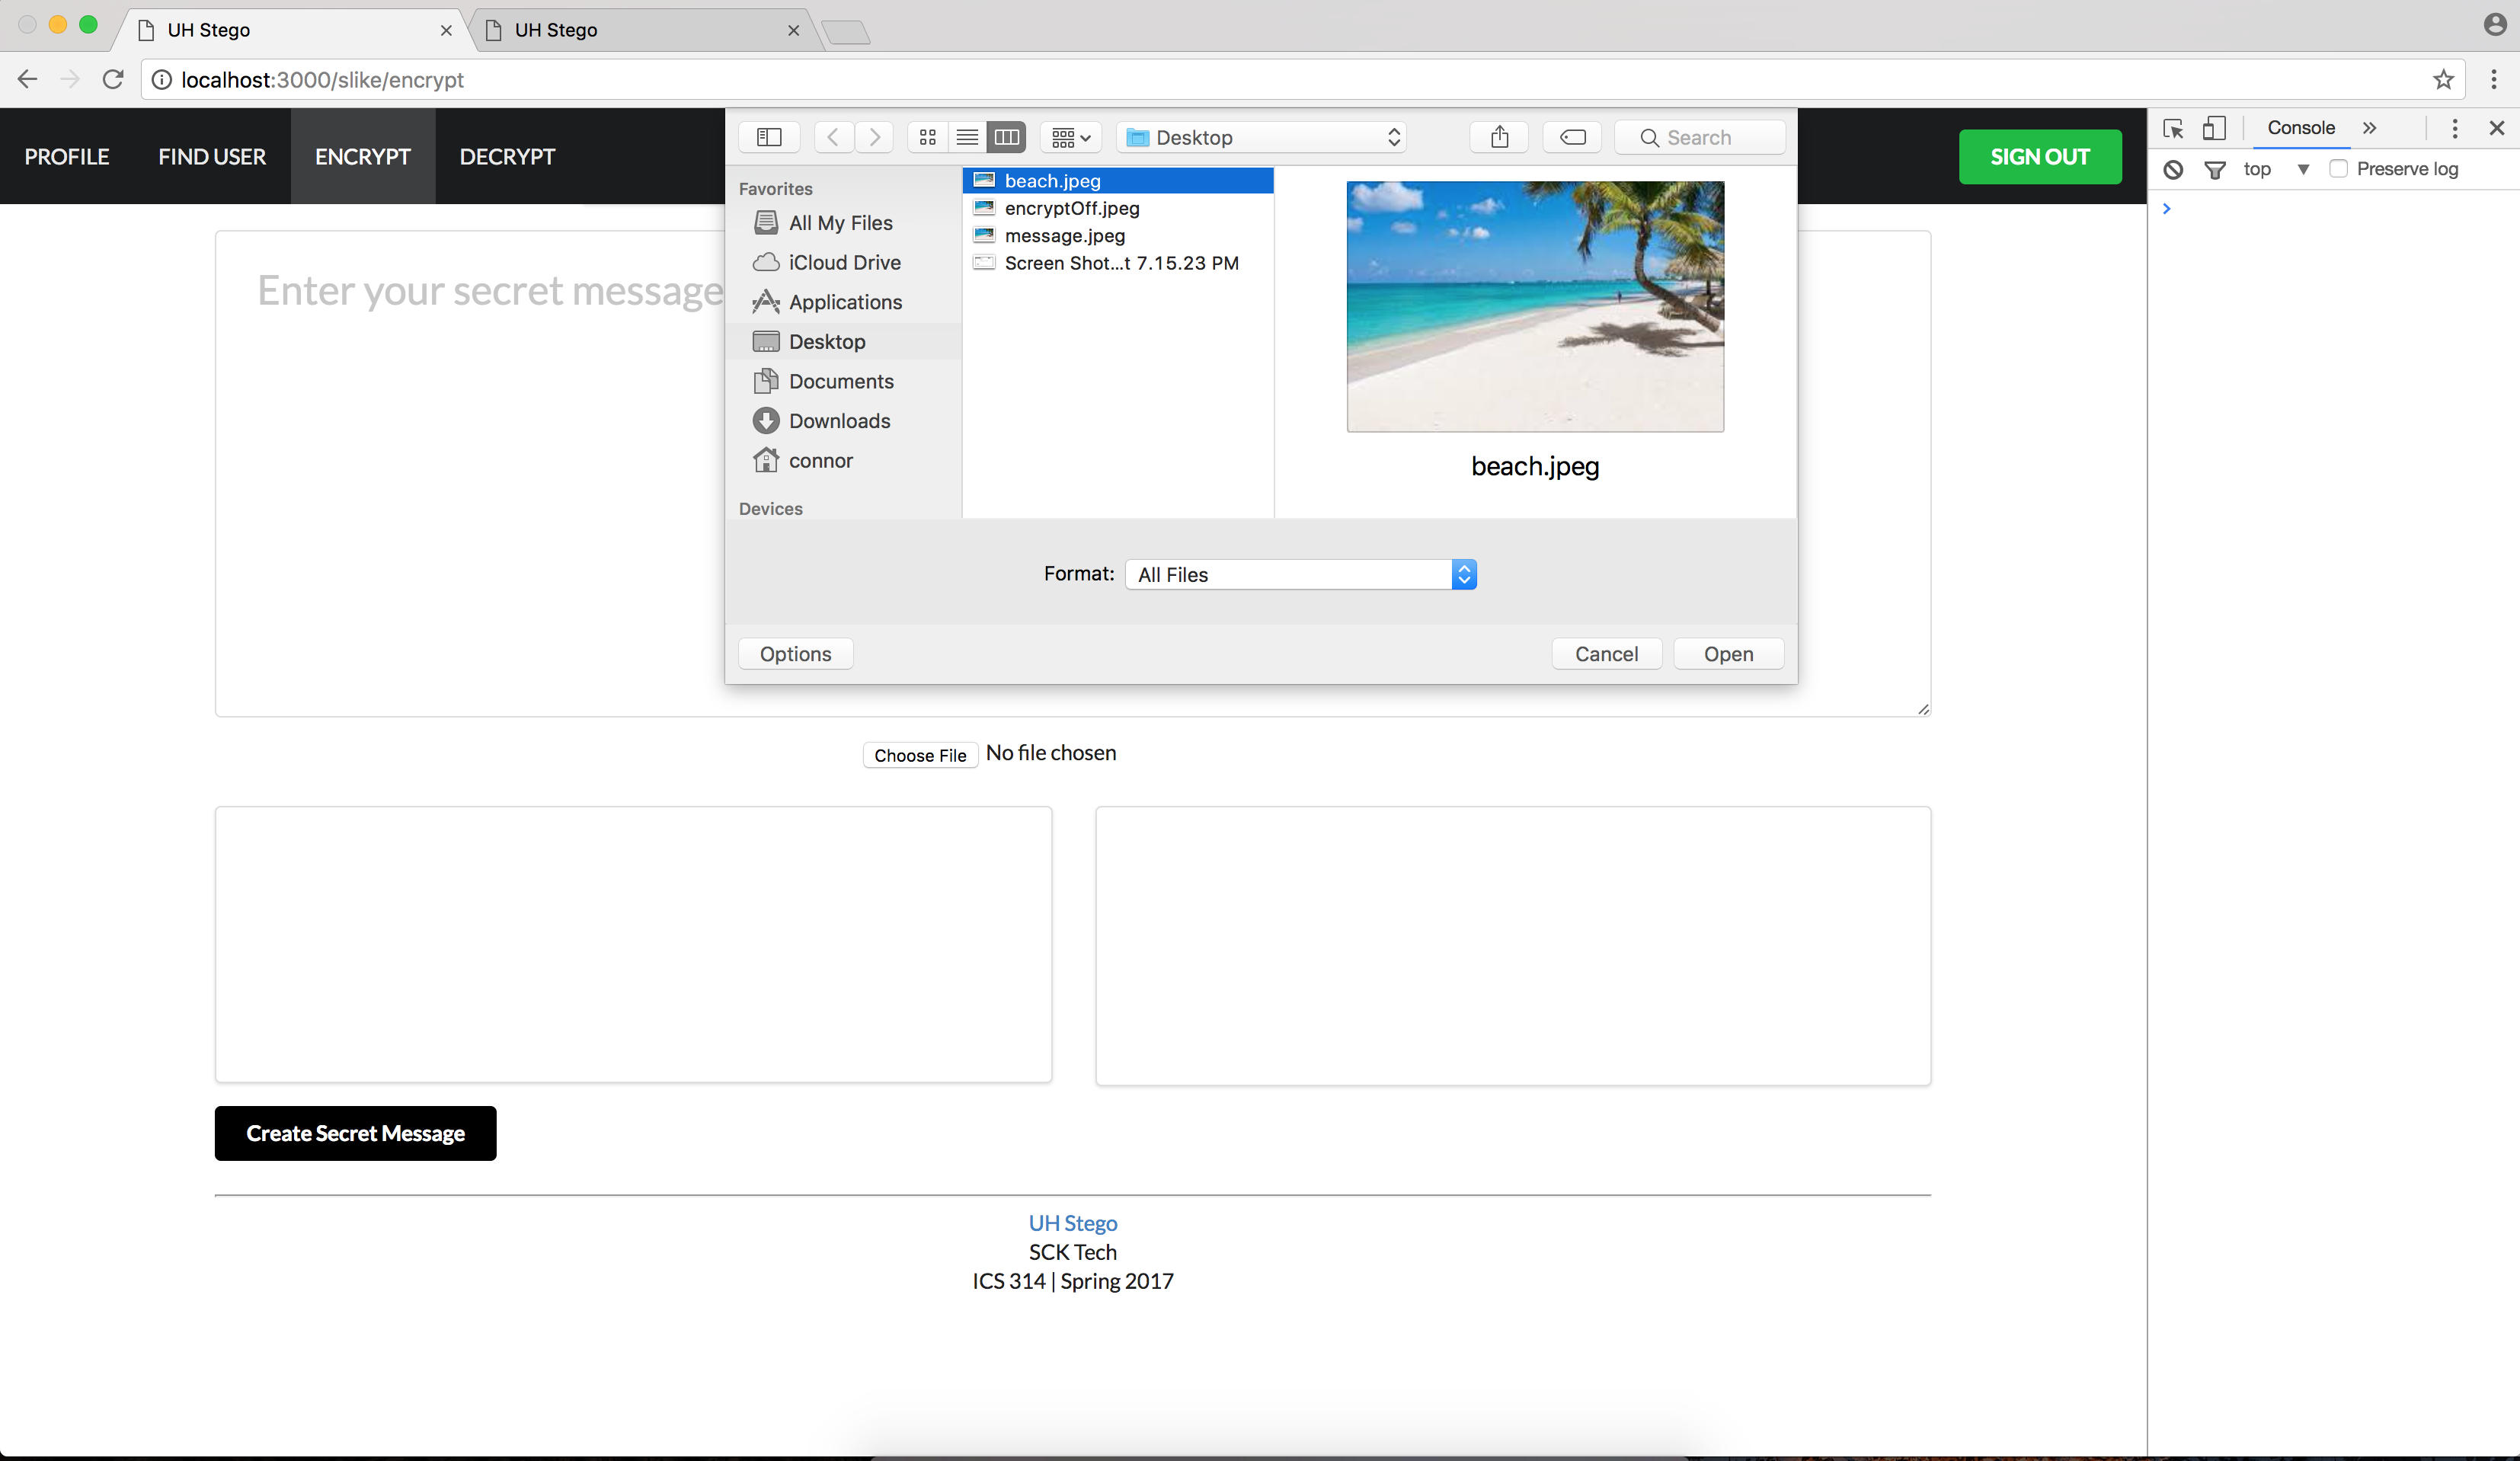 UH Stego
UH Stego
localhost:3000/slike/encrypt
PROFILE
FIND USER
ENCRYPT
DECRYPT
Desktop
Search
SIGN OUT
Console
top
Preserve log
Favorites
All My Files
iCloud Drive
Applications
Desktop
Documents
Downloads
connor
Devices
beach.jpeg
encryptOff.jpeg
message.jpeg
Screen Shot...t 7.15.23 PM
beach.jpeg
Enter your secret message
Format:
All Files
Options
Cancel
Open
Choose File
No file chosen
Create Secret Message
UH Stego
SCK Tech
ICS 314 | Spring 2017